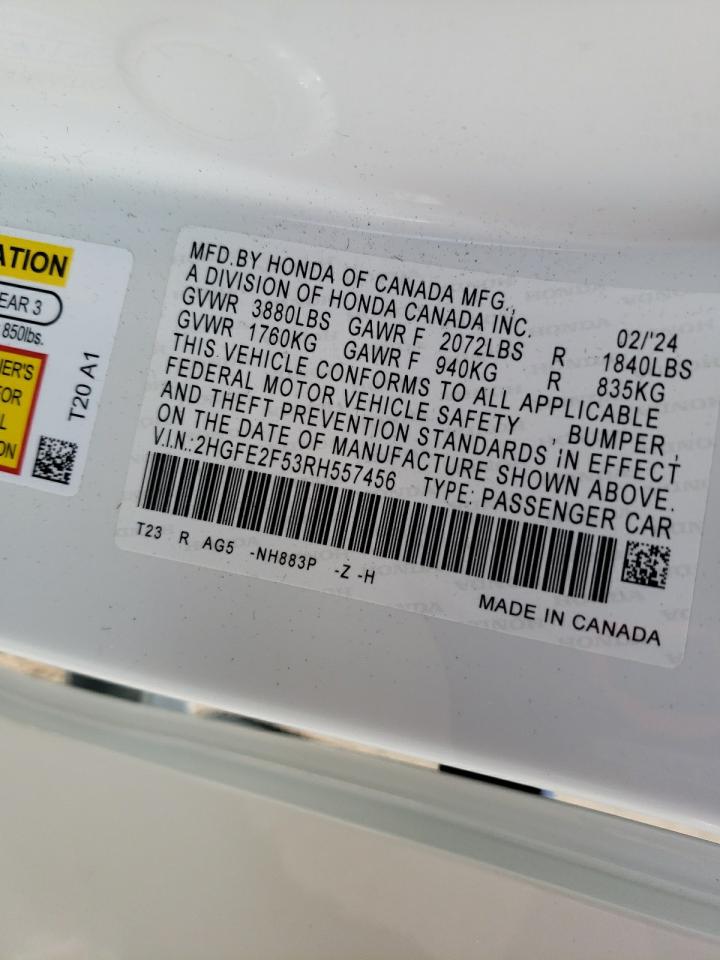 ATION
EAR 3
850lbs.
ER'S
FOR
L
ON
T20 A1
MFD.BY HONDA OF CANADA MFG.,
A DIVISION OF HONDA CANADA INC. 02/'24
GVWR 3880LBS GAWR F 2072LBS R 1840LBS
GVWR 1760KG GAWR F 940KG R 835KG
THIS VEHICLE CONFORMS TO ALL APPLICABLE
FEDERAL MOTOR VEHICLE SAFETY , BUMPER ,
AND THEFT PREVENTION STANDARDS IN EFFECT
ON THE DATE OF MANUFACTURE SHOWN ABOVE.
V.I.N.:2HGFE2F53RH557456 TYPE: PASSENGER CAR
T23 R AG5 -NH883P -Z -H
MADE IN CANADA